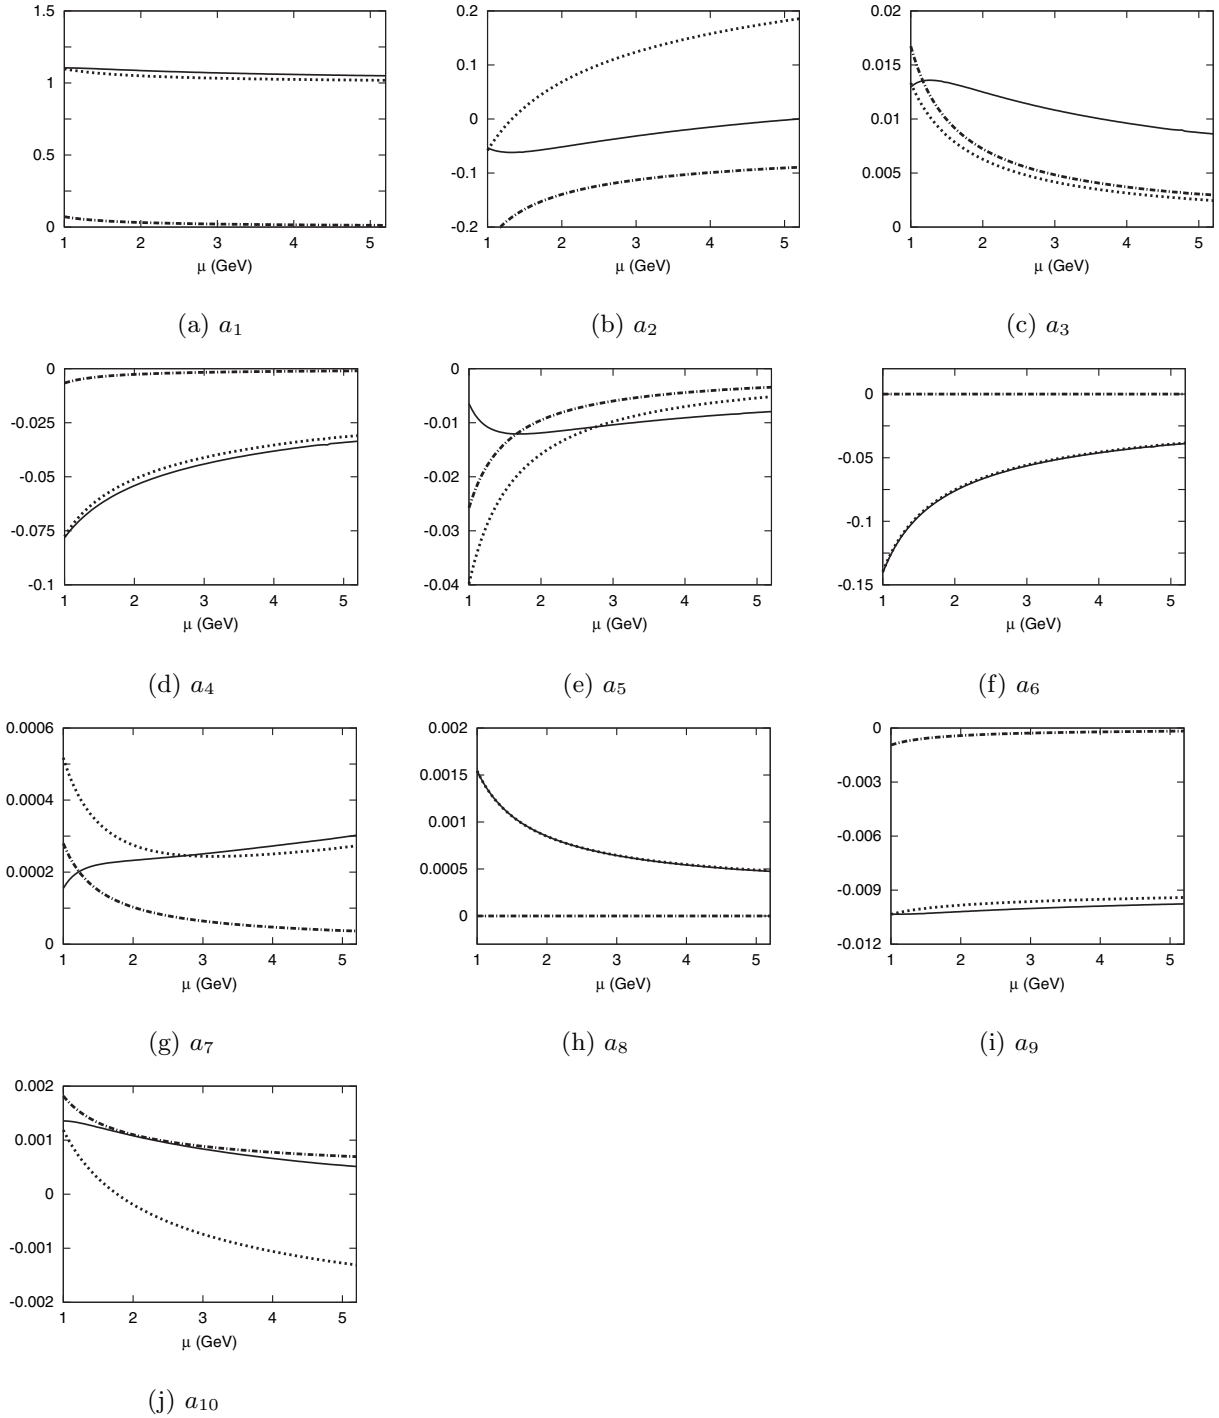 1.5
1
0.5
0
1 2 3 4 5
μ (GeV)
(a) a1
0.2
0.1
0
-0.1
-0.2
1 2 3 4 5
μ (GeV)
(b) a2
0.02
0.015
0.01
0.005
0
1 2 3 4 5
μ (GeV)
(c) a3
0
-0.025
-0.05
-0.075
-0.1
1 2 3 4 5
μ (GeV)
(d) a4
0
-0.01
-0.02
-0.03
-0.04
1 2 3 4 5
μ (GeV)
(e) a5
0
-0.05
-0.1
-0.15
1 2 3 4 5
μ (GeV)
(f) a6
0.0006
0.0004
0.0002
0
1 2 3 4 5
μ (GeV)
(g) a7
0.002
0.0015
0.001
0.0005
0
1 2 3 4 5
μ (GeV)
(h) a8
0
-0.003
-0.006
-0.009
-0.012
1 2 3 4 5
μ (GeV)
(i) a9
0.002
0.001
0
-0.001
-0.002
1 2 3 4 5
μ (GeV)
(j) a10